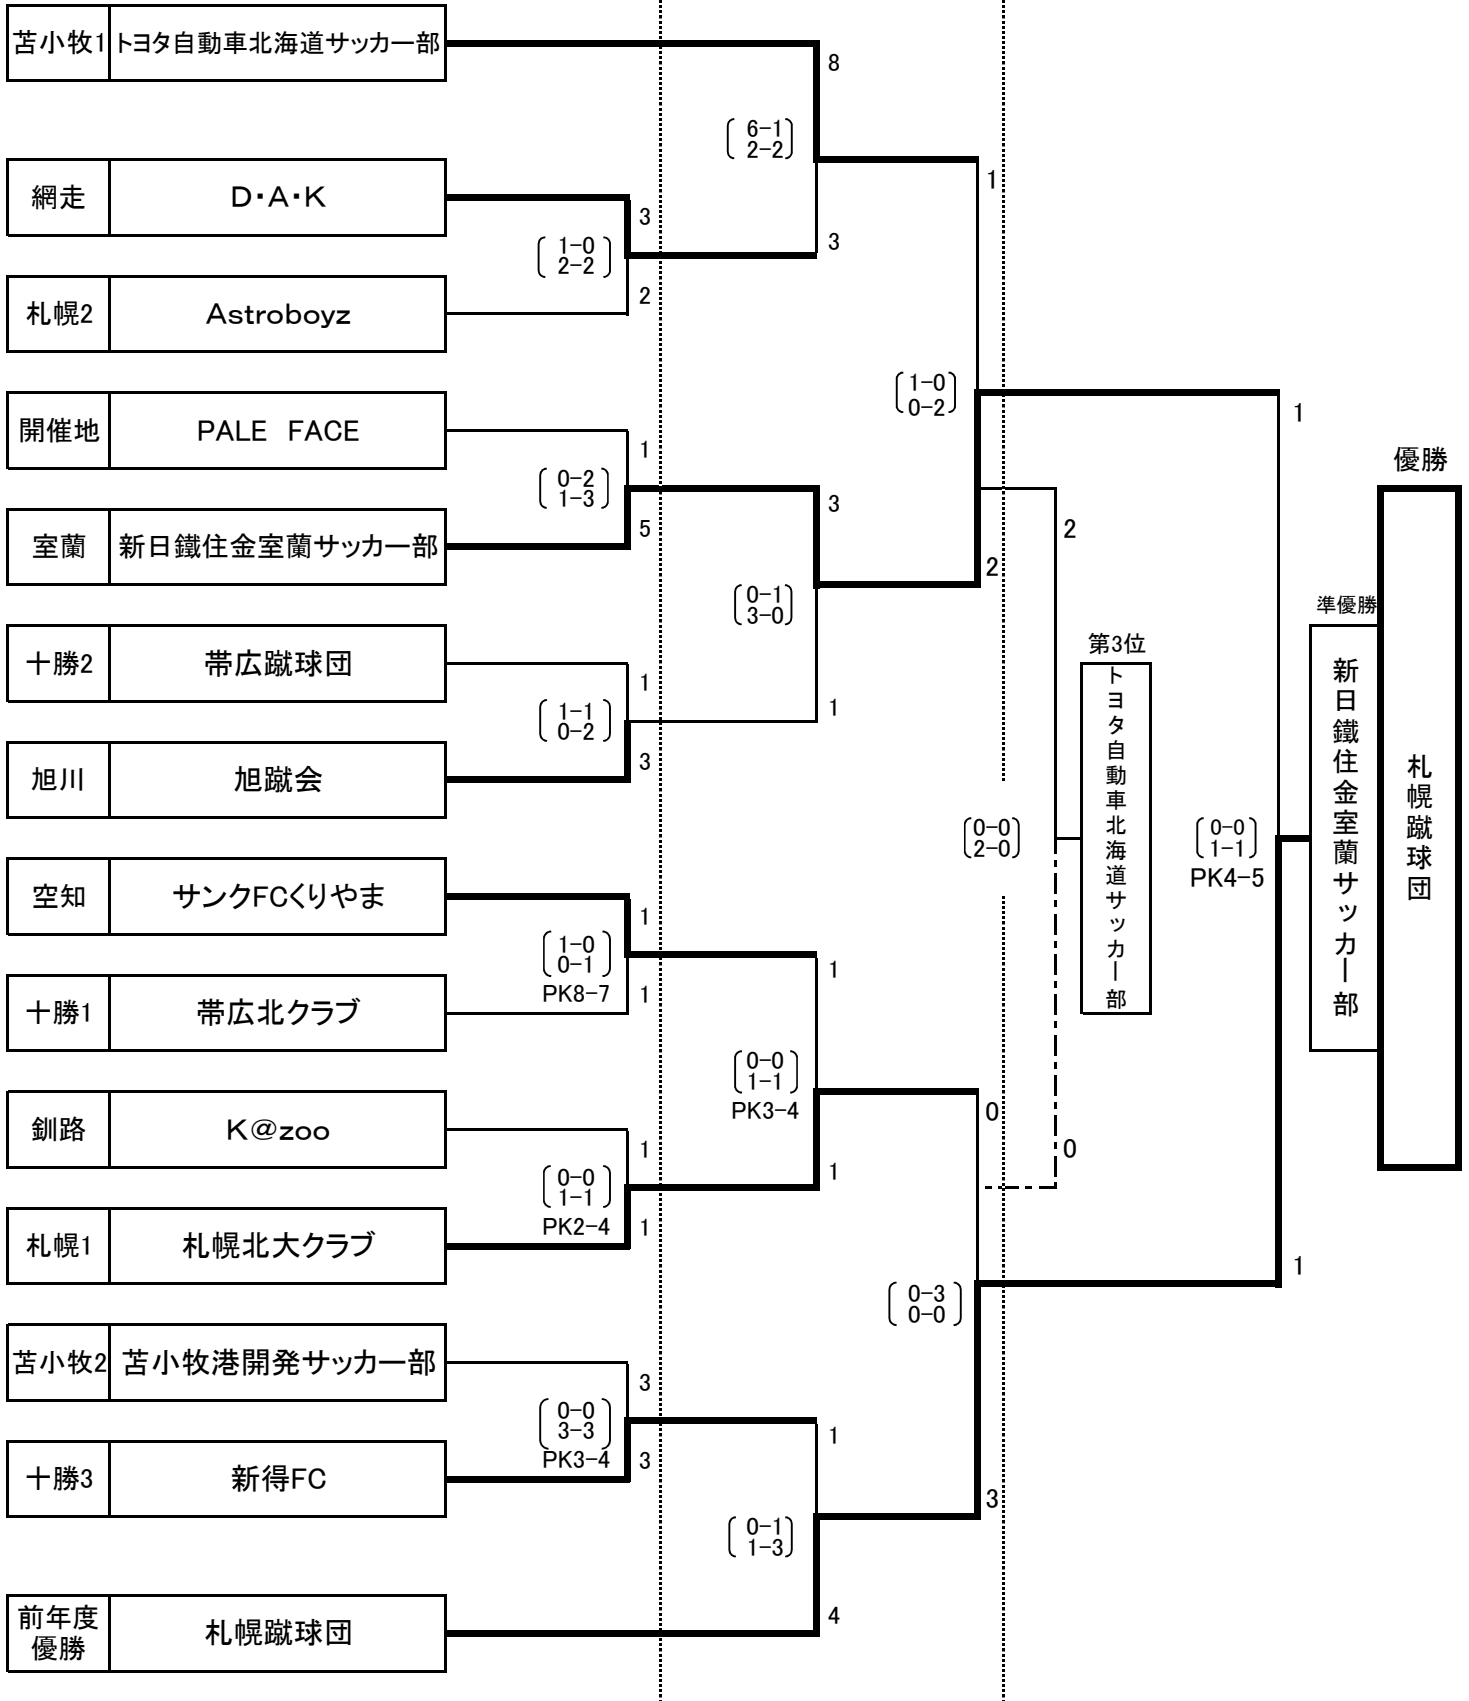 苫小牧1 トヨタ自動車北海道サッカー部
網走 D・A・K
札幌2 Astroboyz
開催地 PALE　FACE
室蘭 新日鐵住金室蘭サッカー部
十勝2 帯広蹴球団
旭川 旭蹴会
空知 サンクFCくりやま
十勝1 帯広北クラブ
釧路 K@zoo
札幌1 札幌北大クラブ
苫小牧2 苫小牧港開発サッカー部
十勝3 新得FC
前年度
優勝
札幌蹴球団
3
1-0
2-2
2
1
0-2
1-3
5
1
1-1
0-2
3
1
1-0
0-1
PK8-7
1
1
0-0
1-1
PK2-4
1
3
0-0
3-3
PK3-4
3
8
6-1
2-2
3
3
0-1
3-0
1
1
0-0
1-1
PK3-4
1
1
0-1
1-3
4
1
1-0
0-2
2
0
0-3
0-0
3
2
0-0
2-0
0
第3位
トヨタ自動車北海道サッカー部
1
0-0
1-1
PK4-5
1
準優勝
新日鐵住金室蘭サッカー部
優勝
札幌蹴球団